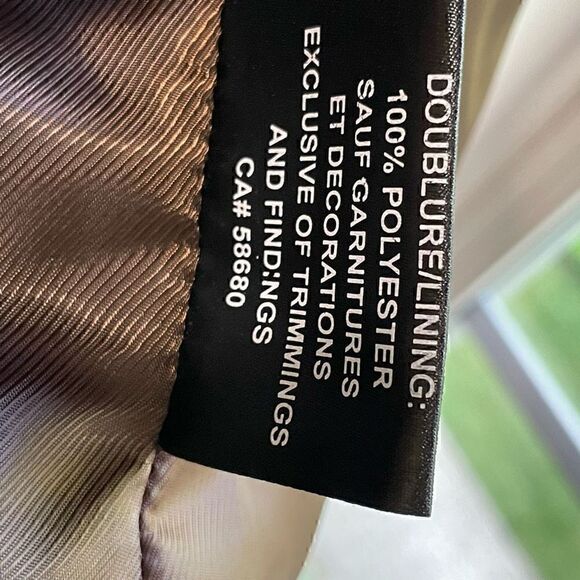 DOUBLURE/LINING:
100% POLYESTER
SAUF GARNITURES
ET DECORATIONS
EXCLUSIVE OF TRIMMINGS
AND FINDINGS
CA# 58680